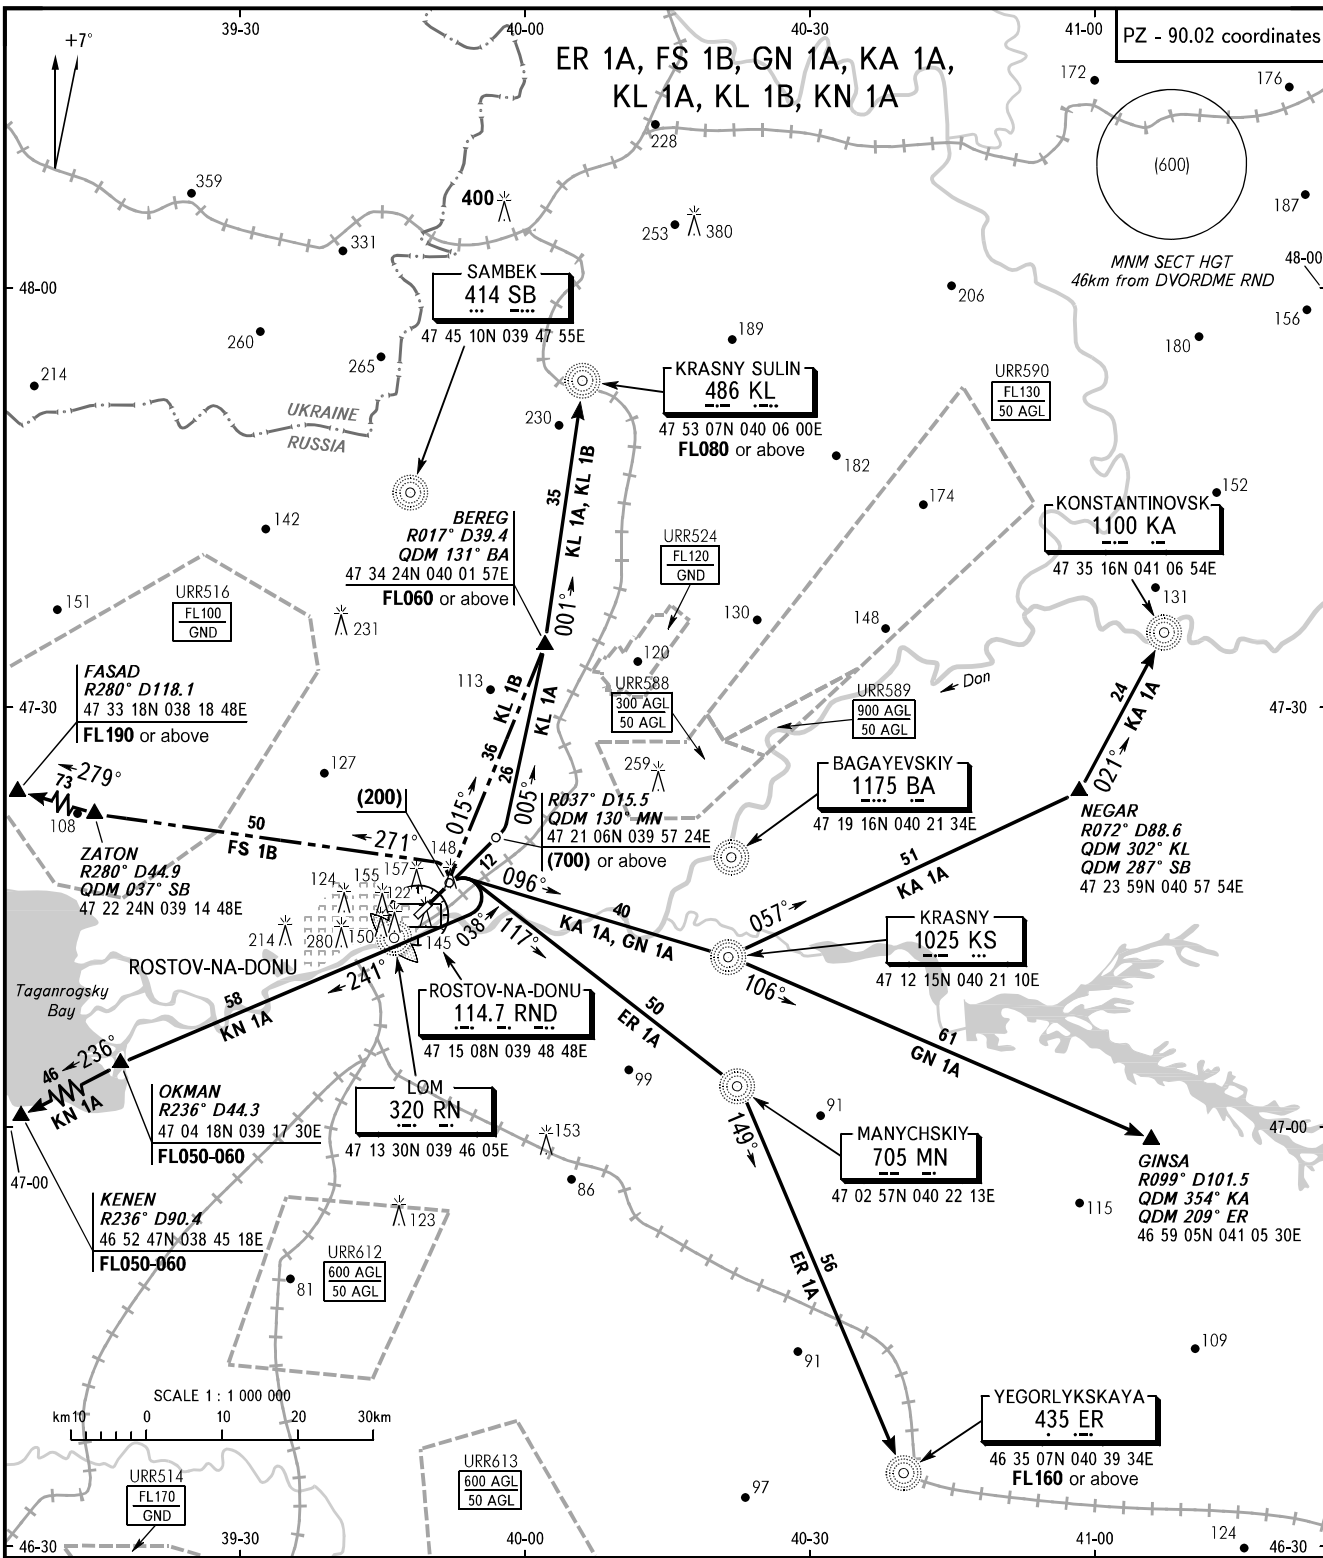 39-30
40-00
40-30
41-00
PZ - 90.02 coordinates
+7°
ER 1A, FS 1B, GN 1A, KA 1A,
KL 1A, KL 1B, KN 1A
172
176
228
(600)
359
400
187
253
380
331
MNM SECT HGT
46km from DVORDME RND
48-00
48-00
SAMBEK
414 SB
47 45 10N 039 47 55E
206
156
260
189
180
265
214
KRASNY SULIN
486 KL
47 53 07N 040 06 00E
FL080 or above
URR590
FL130
50 AGL
UKRAINE
RUSSIA
230
182
35
KL 1A, KL 1B
174
152
KONSTANTINOVSK
1100 KA
47 35 16N 041 06 54E
BEREG
R017° D39.4
QDM 131° BA
47 34 24N 040 01 57E
FL060 or above
142
URR524
FL120
GND
URR516
FL100
GND
151
231
001°
130
148
131
120
FASAD
R280° D118.1
47 33 18N 038 18 48E
FL190 or above
113
KL 1B
KL 1A
URR588
300 AGL
50 AGL
URR589
900 AGL
50 AGL
Don
24
KA 1A
47-30
47-30
021°
36
26
259
127
279°
73
BAGAYEVSKIY
1175 BA
47 19 16N 040 21 34E
(200)
015°
005°
R037° D15.5
QDM 130° MN
47 21 06N 039 57 24E
(700) or above
NEGAR
R072° D88.6
QDM 302° KL
QDM 287° SB
47 23 59N 040 57 54E
108
50
FS 1B
271°
148
12
51
KA 1A
ZATON
R280° D44.9
QDM 037° SB
47 22 24N 039 14 48E
157
155
124
122
096°
40
KA 1A, GN 1A
057°
KRASNY
1025 KS
47 12 15N 040 21 10E
214
280
150
145
038°
117°
106°
ROSTOV-NA-DONU
241°
Taganrogsky
Bay
58
KN 1A
ROSTOV-NA-DONU
114.7 RND
47 15 08N 039 48 48E
50
ER 1A
61
GN 1A
236°
46
KN 1A
99
OKMAN
R236° D44.3
47 04 18N 039 17 30E
FL050-060
LOM
320 RN
47 13 30N 039 46 05E
91
149°
153
MANYCHSKIY
705 MN
47 02 57N 040 22 13E
47-00
47-00
GINSA
R099° D101.5
QDM 354° KA
QDM 209° ER
46 59 05N 041 05 30E
KENEN
R236° D90.4
46 52 47N 038 45 18E
FL050-060
86
115
123
URR612
600 AGL
50 AGL
81
56
ER 1A
91
109
SCALE 1 : 1 000 000
km10 0 10 20 30km
YEGORLYKSKAYA
435 ER
46 35 07N 040 39 34E
FL160 or above
URR514
FL170
GND
URR613
600 AGL
50 AGL
97
124
46-30
39-30
40-00
40-30
41-00
46-30